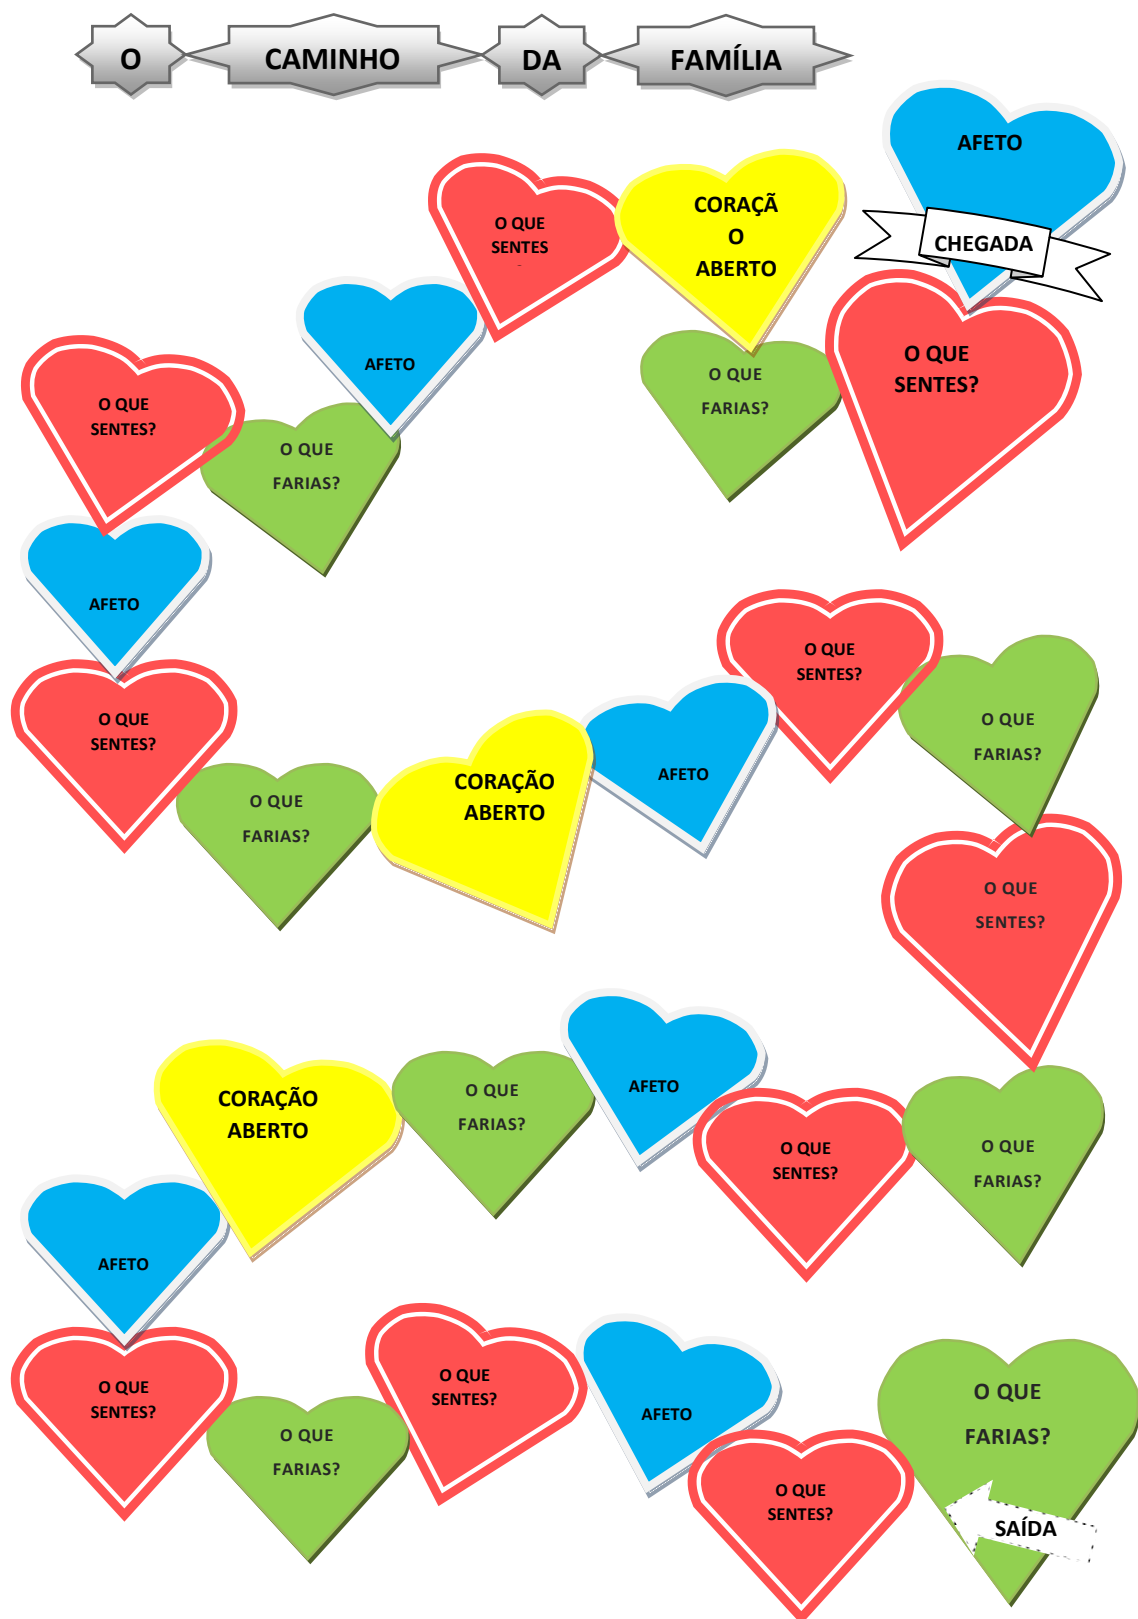 O CAMINHO DA FAMÍLIA
AFETO
CHEGADA
O QUE
SENTES?
O QUE
FARIAS?
CORAÇÃ
O
ABERTO
O QUE
SENTES
AFETO
O QUE
FARIAS?
O QUE
SENTES?
AFETO
O QUE
SENTES?
O QUE
FARIAS?
CORAÇÃO
ABERTO
AFETO
O QUE
SENTES?
O QUE
FARIAS?
O QUE
SENTES?
O QUE
FARIAS?
O QUE
SENTES?
AFETO
O QUE
FARIAS?
CORAÇÃO
ABERTO
AFETO
O QUE
SENTES?
O QUE
FARIAS?
O QUE
SENTES?
AFETO
O QUE
SENTES?
O QUE
FARIAS?
SAÍDA